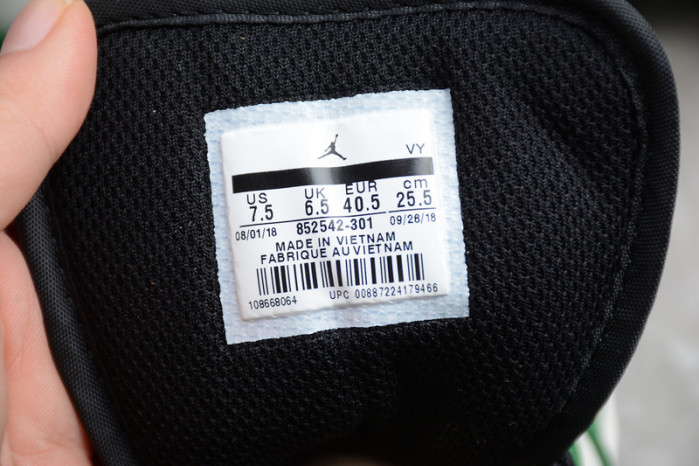 VY
US UK EUR cm
7.5 6.5 40.5 25.5
08/01/18 852542-301 09/26/18
MADE IN VIETNAM
FABRIQUE AU VIETNAM
108668064 UPC 00887224179466